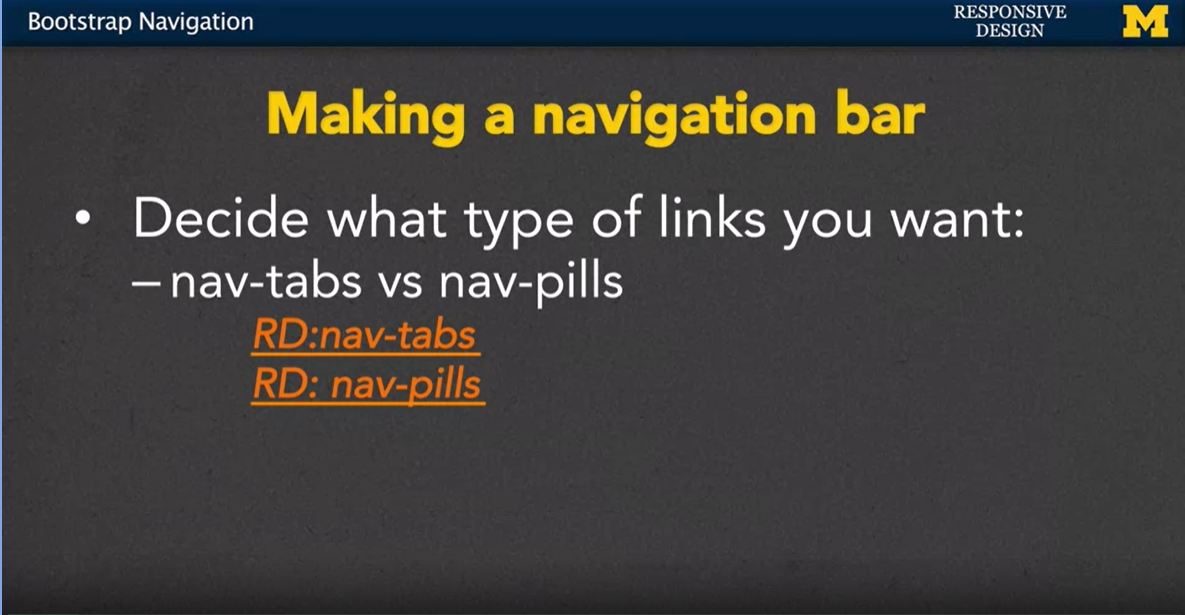 Bootstrap Navigation
RESPONSIVE
DESIGN
M
Making a navigation bar
• Decide what type of links you want:
– nav-tabs vs nav-pills
RD:nav-tabs
RD: nav-pills